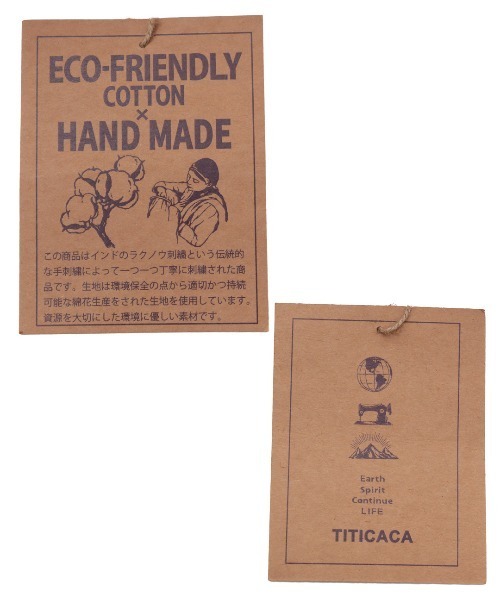 ECO-FRIENDLY
COTTON
×
HAND MADE
この商品はインドのラクノウ刺繍という伝統的
な手刺繍によって一つ一つ丁寧に刺繍された商
品です。生地は環境保全の点から適切かつ持続
可能な綿花生産をされた生地を使用しています。
資源を大切にした環境に優しい素材です。
Earth
Spirit
Continue
LIFE
TITICACA